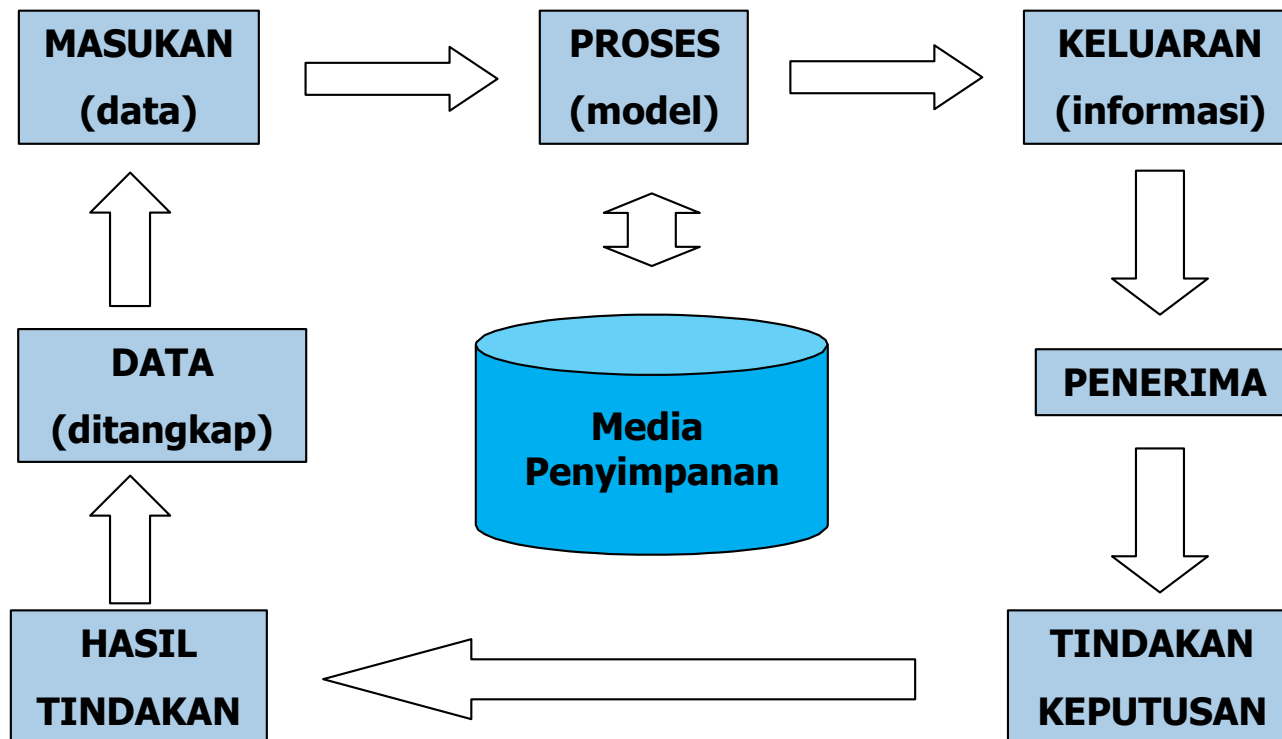 MASUKAN
(data)
PROSES
(model)
KELUARAN
(informasi)
DATA
(ditangkap)
Media
Penyimpanan
PENERIMA
HASIL
TINDAKAN
TINDAKAN
KEPUTUSAN